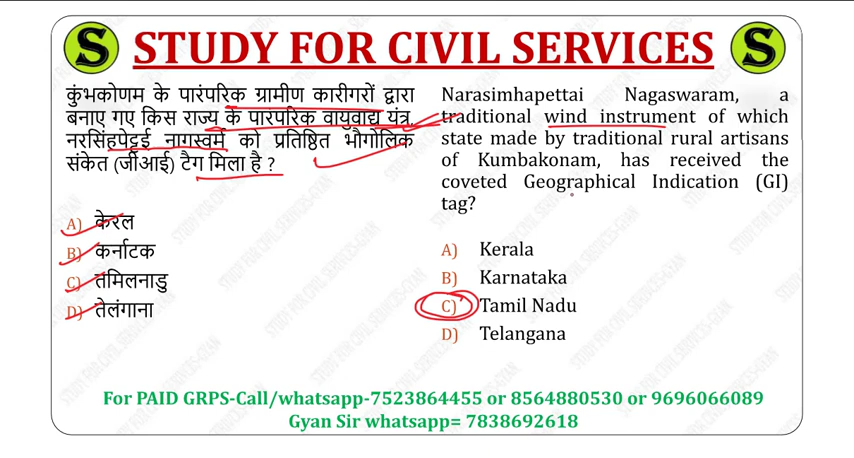 S STUDY FOR CIVIL SERVICES S
कुंभकोणम के पारंपरिक ग्रामीण कारीगरों द्वारा
बनाए गए किस राज्य के पारंपरिक वायुवाद्य यंत्र,
नरसिंहपेट्टई नागस्वरम को प्रतिष्ठित भौगोलिक
संकेत (जीआई) टैग मिला है ?
A) केरल
B) कर्नाटक
C) तमिलनाडु
D) तेलंगाना
Narasimhapettai Nagaswaram, a
traditional wind instrument of which
state made by traditional rural artisans
of Kumbakonam, has received the
coveted Geographical Indication (GI)
tag?
A) Kerala
B) Karnataka
C) Tamil Nadu
D) Telangana
For PAID GRPS-Call/whatsapp-7523864455 or 8564880530 or 9696066089
Gyan Sir whatsapp= 7838692618